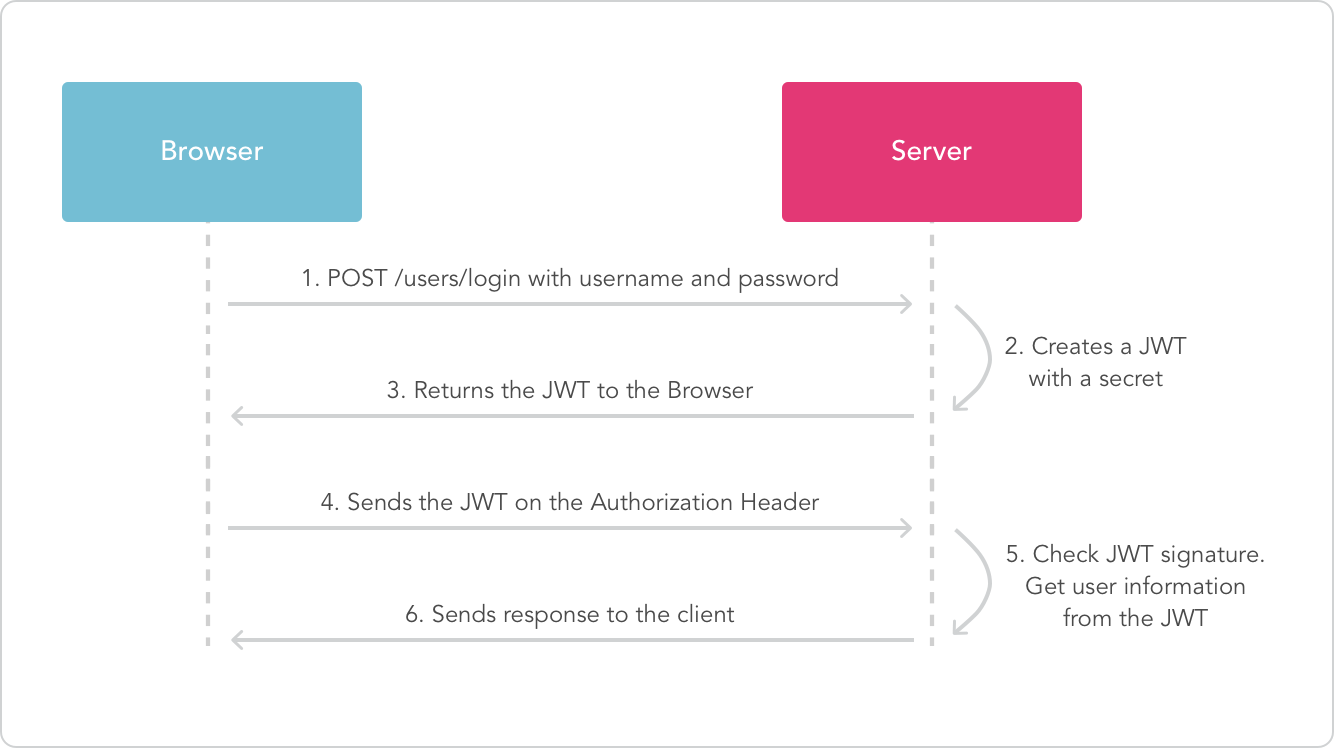 Browser
Server
1. POST /users/login with username and password
2. Creates a JWT
with a secret
3. Returns the JWT to the Browser
4. Sends the JWT on the Authorization Header
5. Check JWT signature.
Get user information
from the JWT
6. Sends response to the client